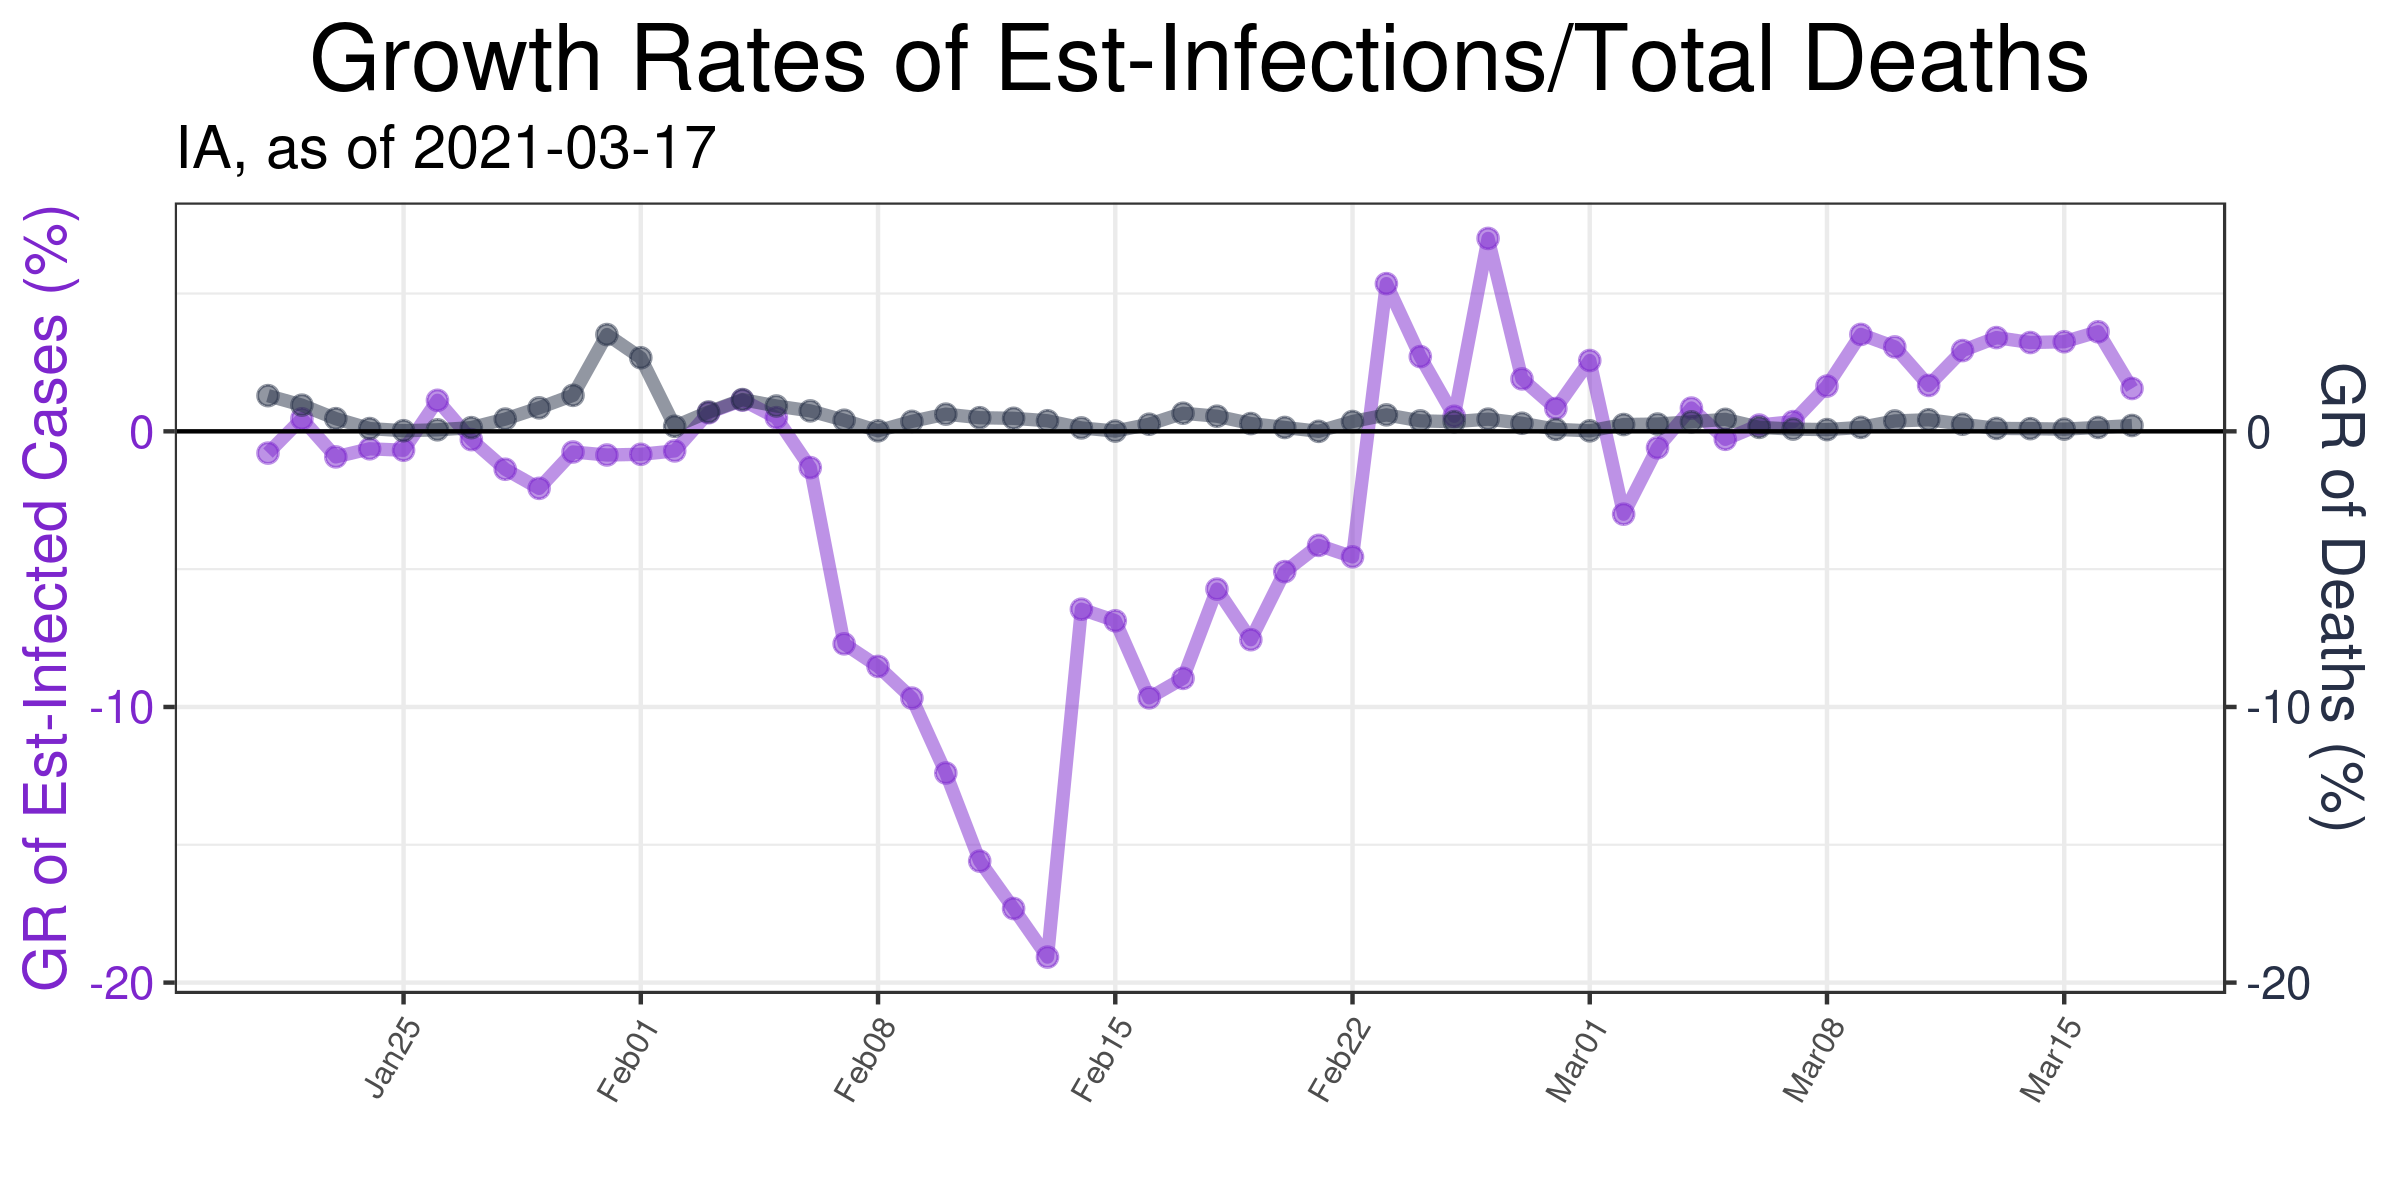 Growth Rates of Est-Infections/Total Deaths
IA, as of 2021-03-17
GR of Est-Infected Cases (%)
0
-10
-20
GR of Deaths (%)
0
-10
-20
Jan25
Feb01
Feb08
Feb15
Feb22
Mar01
Mar08
Mar15